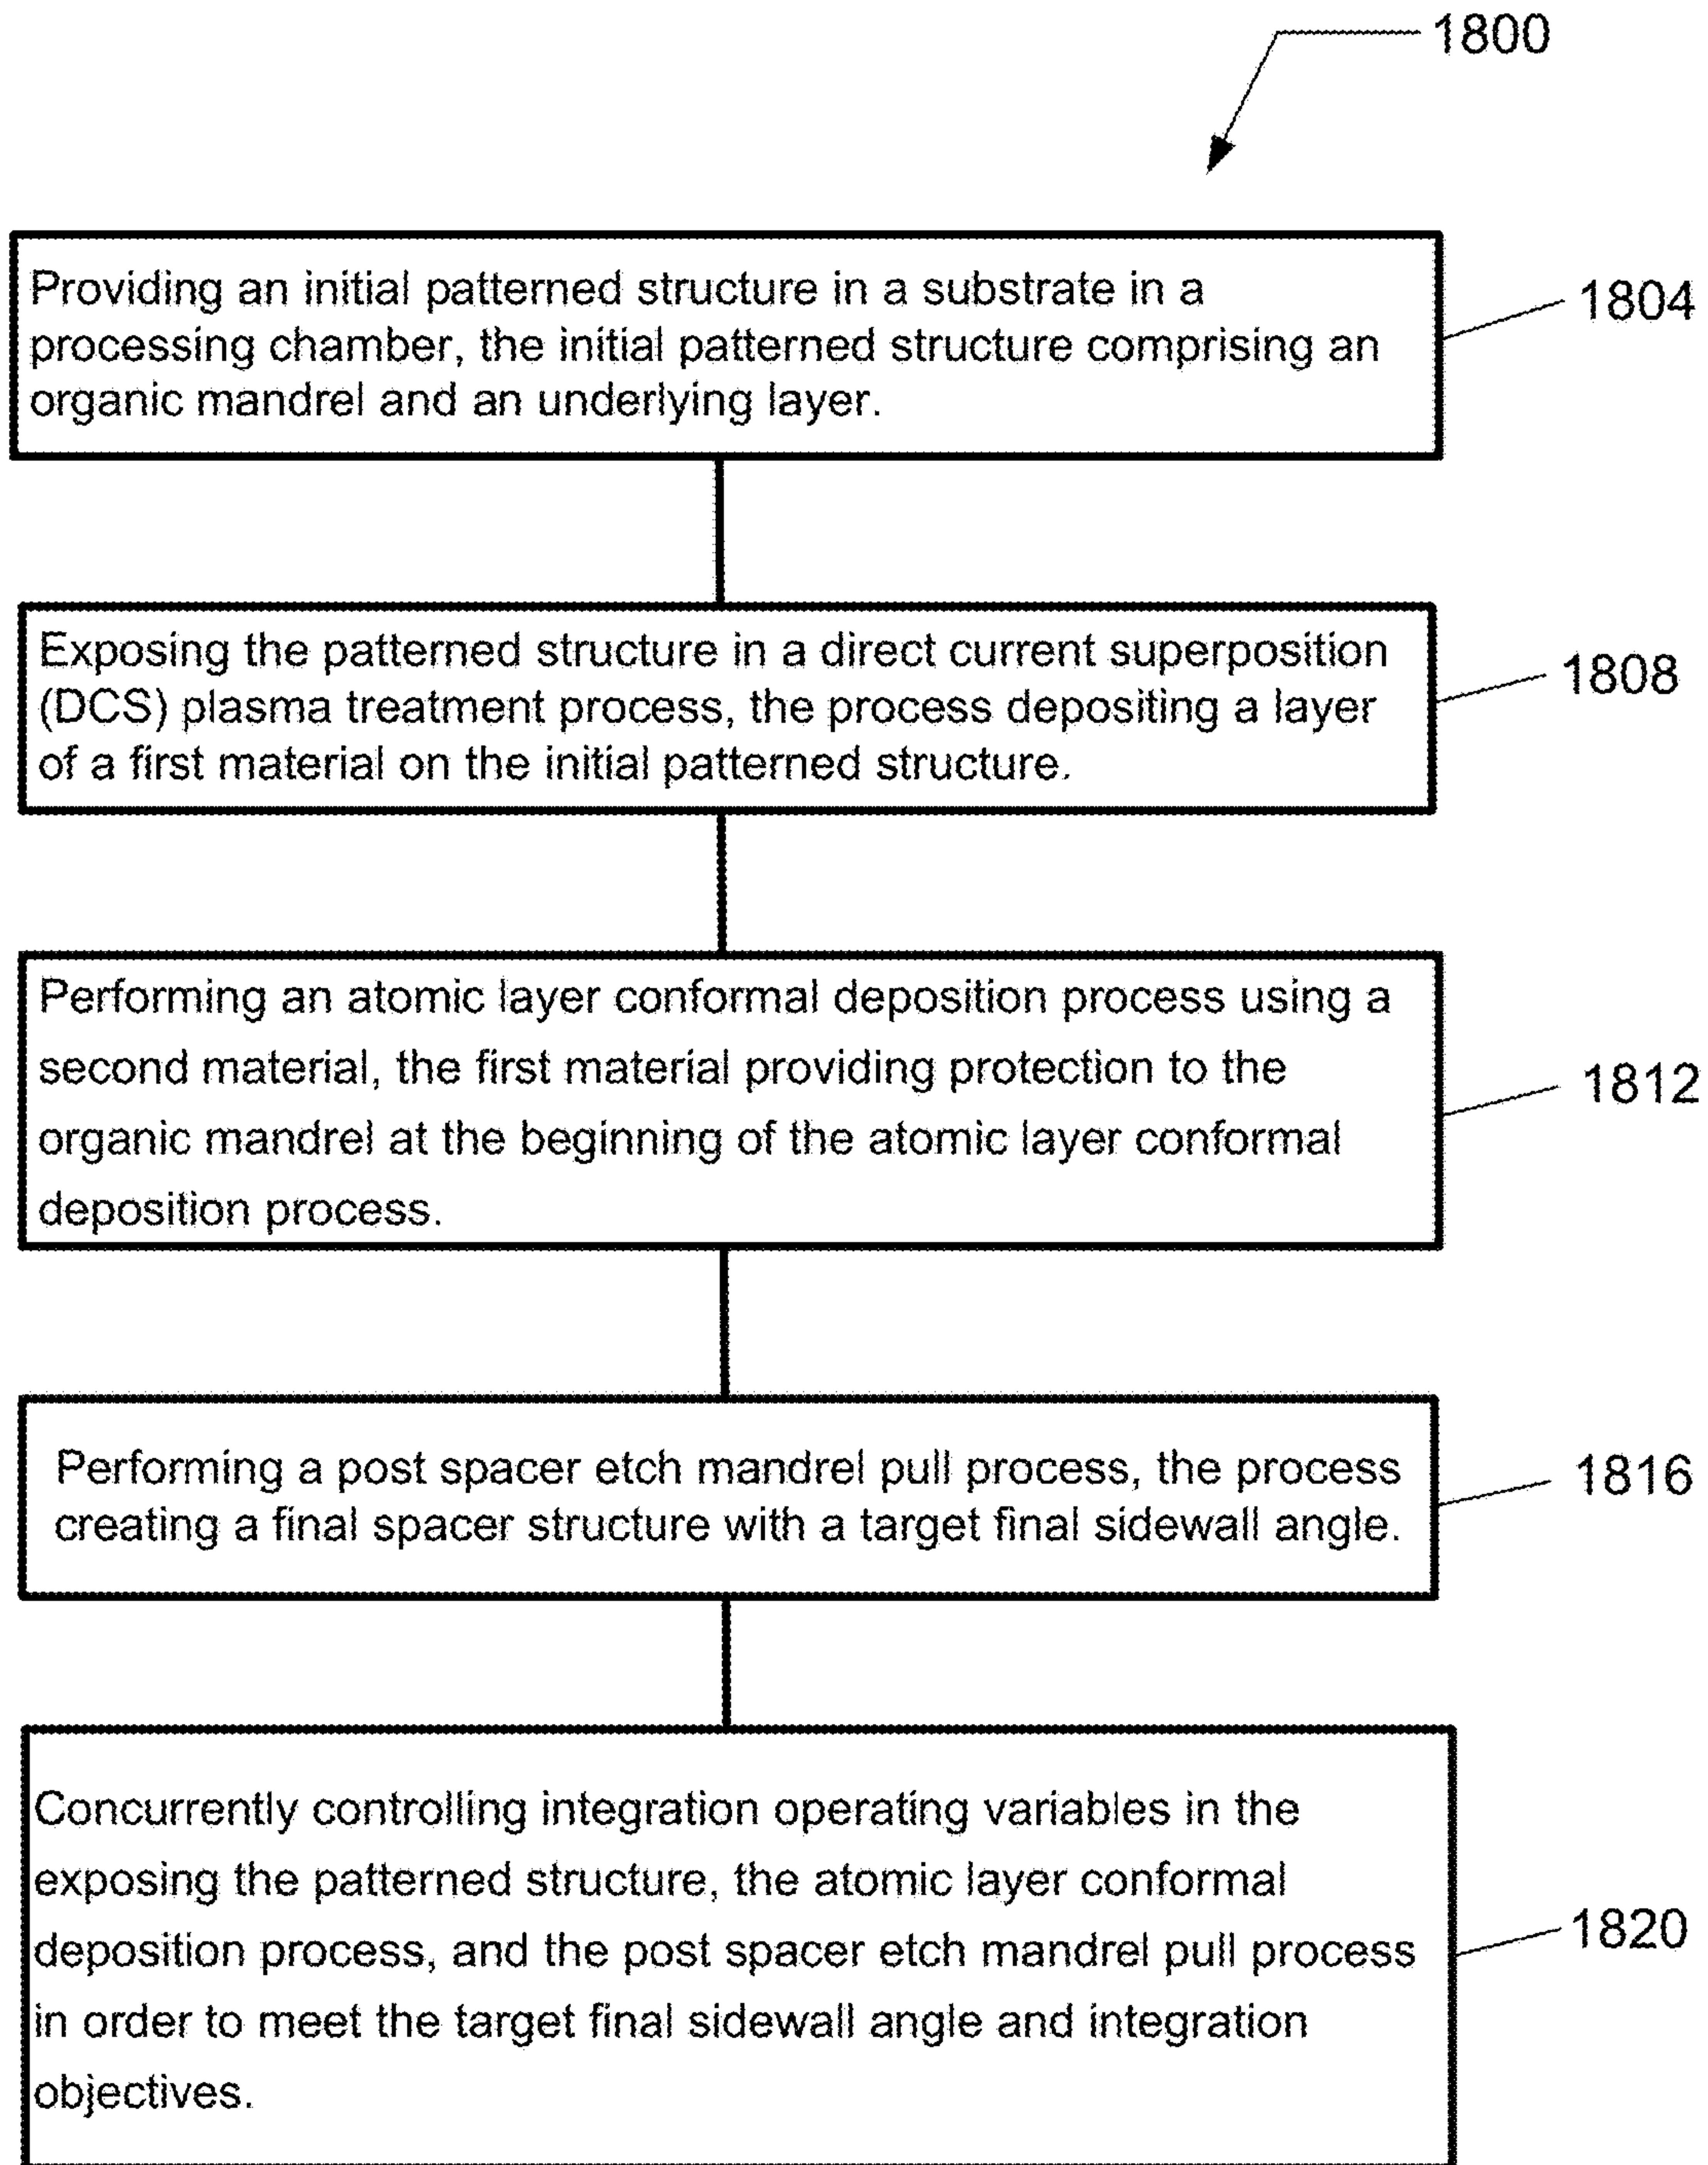 1800
Providing an initial patterned structure in a substrate in a
processing chamber, the initial patterned structure comprising an
organic mandrel and an underlying layer.
1804
Exposing the patterned structure in a direct current superposition
(DCS) plasma treatment process, the process depositing a layer
of a first material on the initial patterned structure.
1808
Performing an atomic layer conformal deposition process using a
second material, the first material providing protection to the
organic mandrel at the beginning of the atomic layer conformal
deposition process.
1812
Performing a post spacer etch mandrel pull process, the process
creating a final spacer structure with a target final sidewall angle.
1816
Concurrently controlling integration operating variables in the
exposing the patterned structure, the atomic layer conformal
deposition process, and the post spacer etch mandrel pull process
in order to meet the target final sidewall angle and integration
objectives.
1820